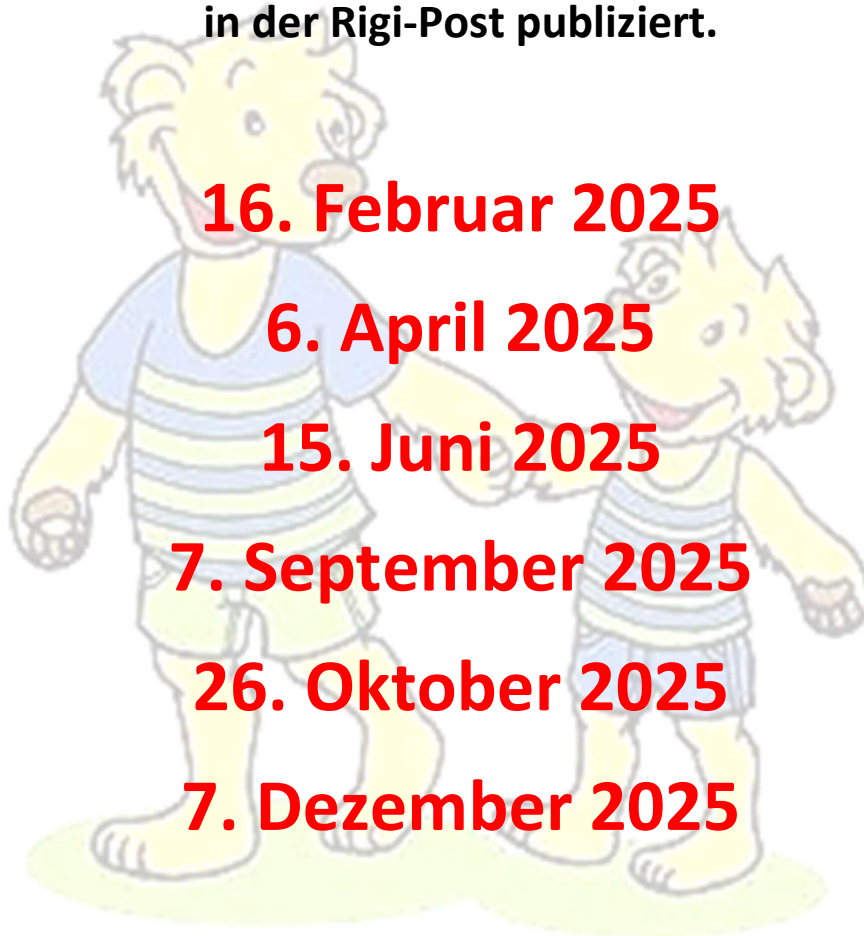 in der Rigi-Post publiziert.
16. Februar 2025
6. April 2025
15. Juni 2025
7. September 2025
26. Oktober 2025
7. Dezember 2025